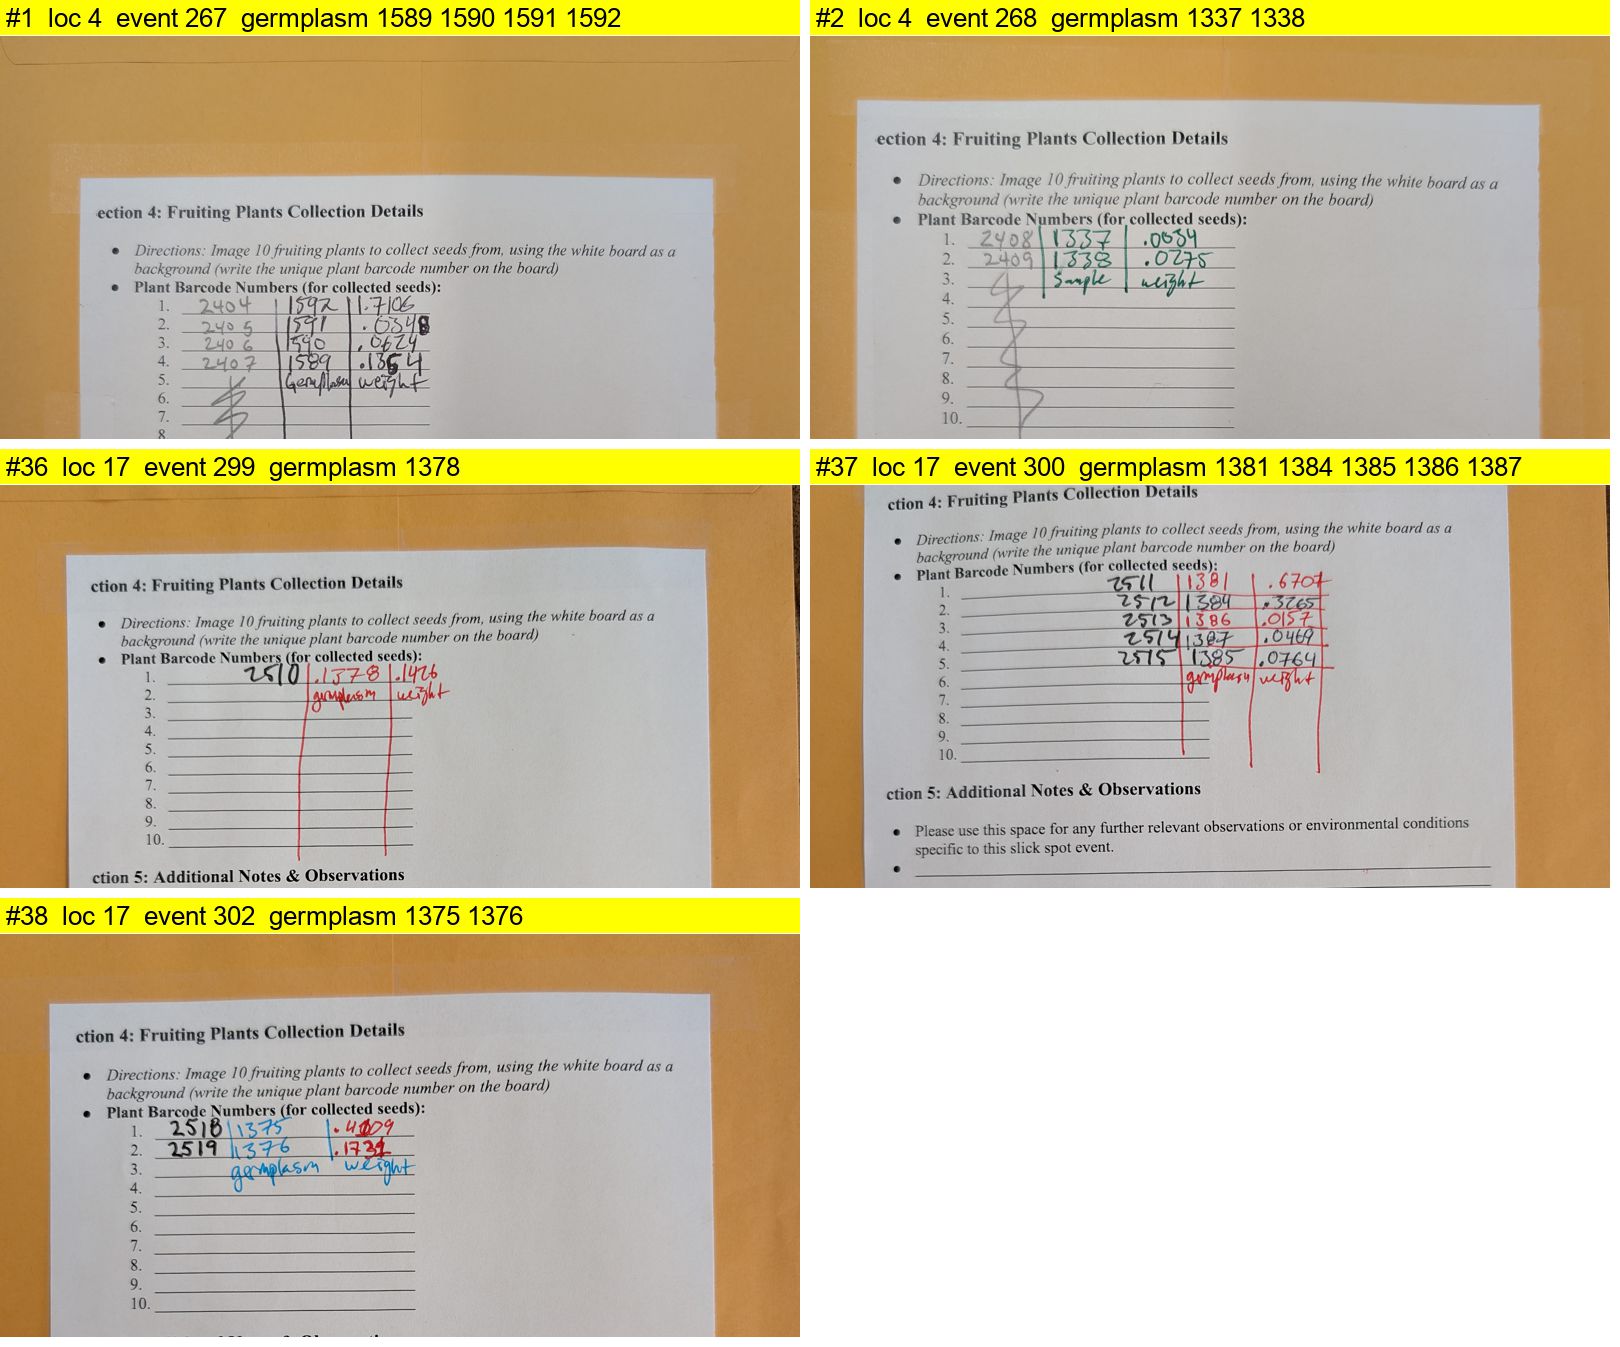 #1 loc 4 event 267 germplasm 1589 1590 1591 1592
ection 4: Fruiting Plants Collection Details
• Directions: Image 10 fruiting plants to collect seeds from, using the white board as a
background (write the unique plant barcode number on the board)
• Plant Barcode Numbers (for collected seeds):
1. 2404 1592 1.7106
2. 2405 1591 .0348
3. 2406 1590 .0624
4. 2407 1589 .1364
5. Germplasm weight
6.
7.
8
#2 loc 4 event 268 germplasm 1337 1338
ection 4: Fruiting Plants Collection Details
• Directions: Image 10 fruiting plants to collect seeds from, using the white board as a
background (write the unique plant barcode number on the board)
• Plant Barcode Numbers (for collected seeds):
1. 2408 1337
2. 2409 1338 .0275
3. Sample weight
4.
5.
6.
7.
8.
9.
10.
#36 loc 17 event 299 germplasm 1378
ction 4: Fruiting Plants Collection Details
• Directions: Image 10 fruiting plants to collect seeds from, using the white board as a
background (write the unique plant barcode number on the board)
• Plant Barcode Numbers (for collected seeds):
1. 2510 .1378 .1426
2. germplasm weight
3.
4.
5.
6.
7.
8.
9.
10.
ction 5: Additional Notes & Observations
#37 loc 17 event 300 germplasm 1381 1384 1385 1386 1387
ction 4: Fruiting Plants Collection Details
• Directions: Image 10 fruiting plants to collect seeds from, using the white board as a
background (write the unique plant barcode number on the board)
• Plant Barcode Numbers (for collected seeds):
1. 2511 1381 .6707
2. 2512 1384 .3265
3. 2513 1386 .0157
4. 2514 1387 .0469
5. 2515 1385 .0764
6. germplasm weight
7.
8.
9.
10.
ction 5: Additional Notes & Observations
• Please use this space for any further relevant observations or environmental conditions
specific to this slick spot event.
#38 loc 17 event 302 germplasm 1375 1376
ction 4: Fruiting Plants Collection Details
• Directions: Image 10 fruiting plants to collect seeds from, using the white board as a
background (write the unique plant barcode number on the board)
• Plant Barcode Numbers (for collected seeds):
1. 2518 1375
2. 2519 1376
3. germplasm weight
4.
5.
6.
7.
8.
9.
10.